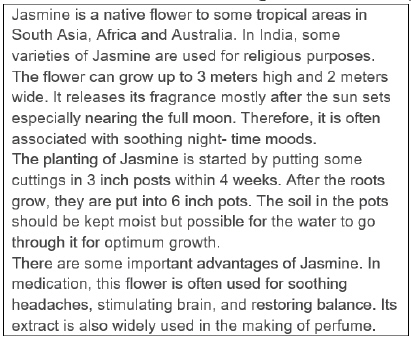 Jasmine is a native flower to some tropical areas in
South Asia, Africa and Australia. In India, some
varieties of Jasmine are used for religious purposes.
The flower can grow up to 3 meters high and 2 meters
wide. It releases its fragrance mostly after the sun sets
especially nearing the full moon. Therefore, it is often
associated with soothing night- time moods.
The planting of Jasmine is started by putting some
cuttings in 3 inch posts within 4 weeks. After the roots
grow, they are put into 6 inch pots. The soil in the pots
should be kept moist but possible for the water to go
through it for optimum growth.
There are some important advantages of Jasmine. In
medication, this flower is often used for soothing
headaches, stimulating brain, and restoring balance. Its
extract is also widely used in the making of perfume.